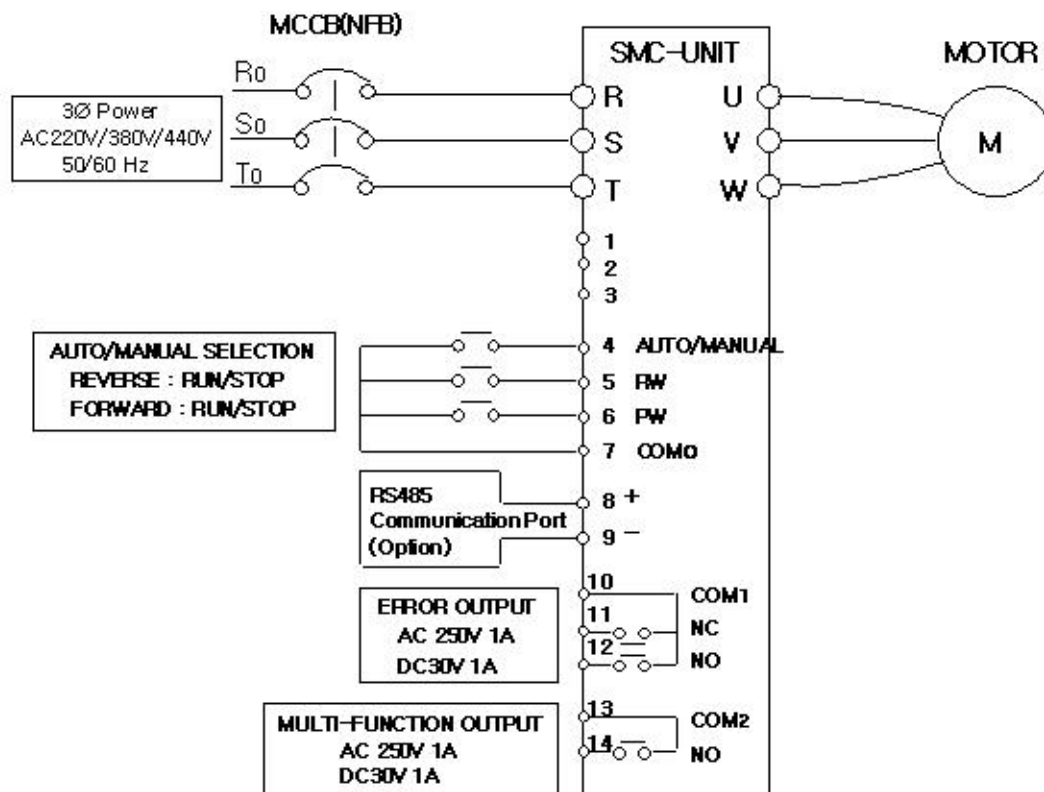 MCCB(NFB)
SMC-UNIT
MOTOR
3Ø Power
AC220V/380V/440V
50/60 Hz
Ro
So
To
R
S
T
U
V
W
M
1
2
3
AUTO/MANUAL SELECTION
REVERSE : RUN/STOP
FORWARD : RUN/STOP
4 AUTO/MANUAL
5 RW
6 PW
7 COM0
RS485
Communication Port
(Option)
8 +
9 −
ERROR OUTPUT
AC 250V 1A
DC30V 1A
10 COM1
11 NC
12 NO
MULTI-FUNCTION OUTPUT
AC 250V 1A
DC30V 1A
13 COM2
14 NO